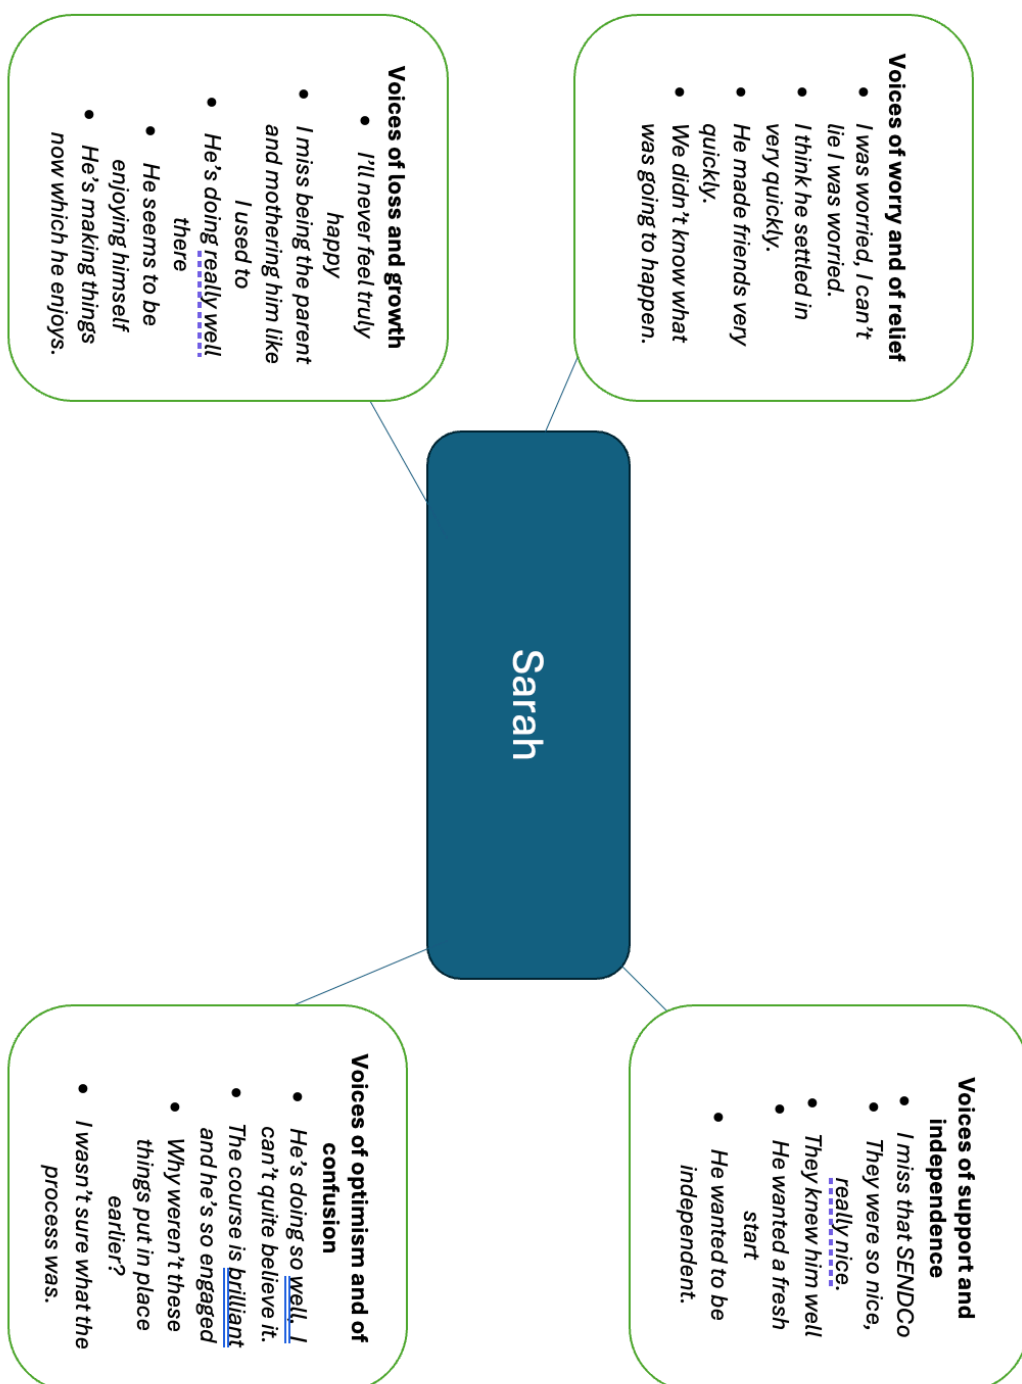 Voices of worry and of relief
• I was worried, I can’t
lie I was worried.
• I think he settled in
very quickly.
• He made friends very
quickly.
• We didn’t know what
was going to happen.
Voices of support and
independence
• I miss that SENDCo
• They were so nice,
really nice.
• They knew him well
• He wanted a fresh
start
• He wanted to be
independent.
Sarah
Voices of loss and growth
• I’ll never feel truly
happy
• I miss being the parent
and mothering him like
I used to
• He’s doing really well
there
• He seems to be
enjoying himself
• He’s making things
now which he enjoys.
Voices of optimism and of
confusion
• He’s doing so well, I
can’t quite believe it.
• The course is brilliant
and he’s so engaged
• Why weren’t these
things put in place
earlier?
• I wasn’t sure what the
process was.